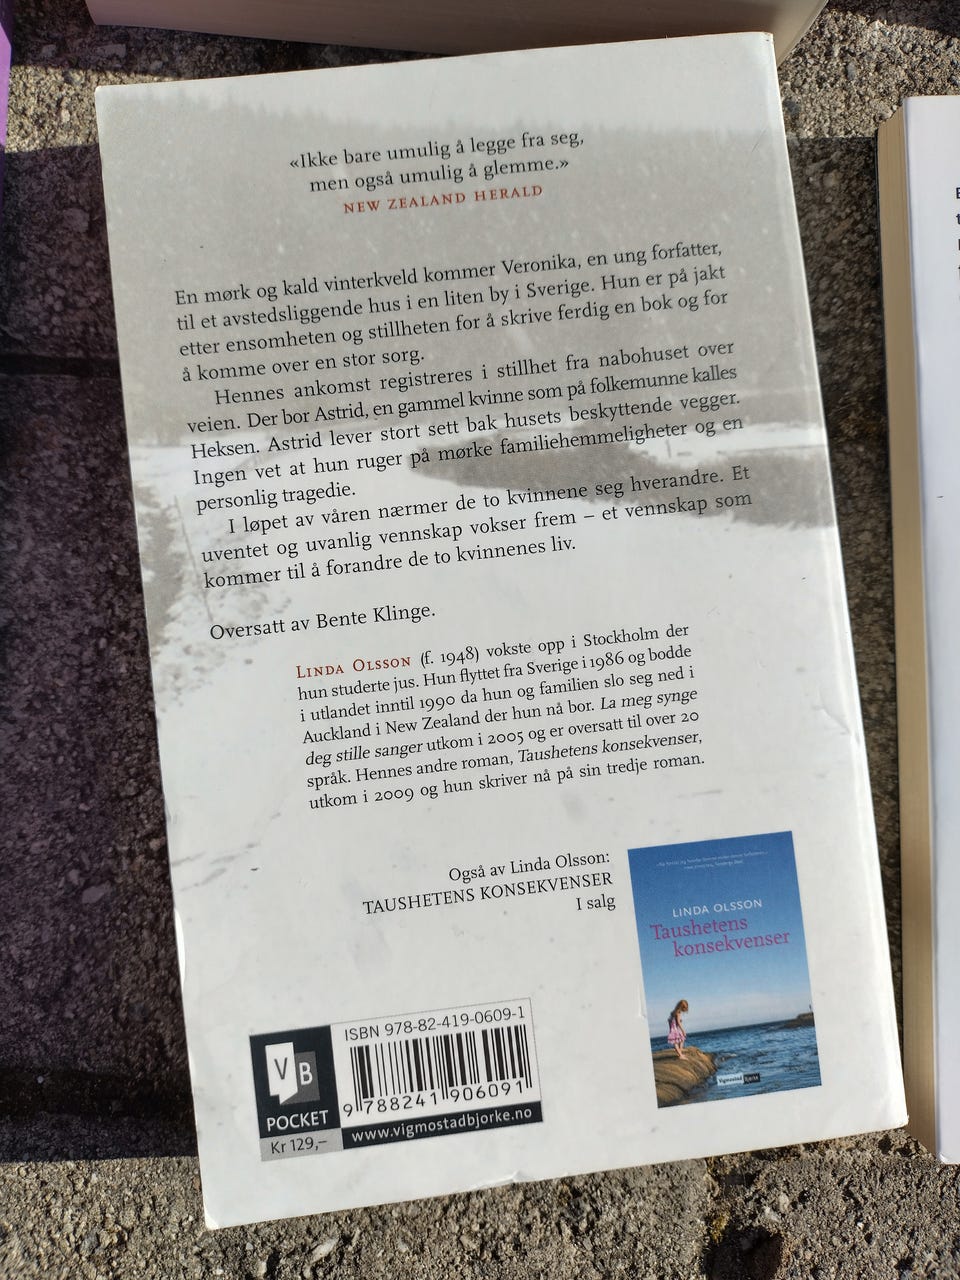 «Ikke bare umulig å legge fra seg,
men også umulig å glemme.»
NEW ZEALAND HERALD
En mørk og kald vinterkveld kommer Veronika, en ung forfatter,
til et avstedsliggende hus i en liten by i Sverige. Hun er på jakt
etter ensomheten og stillheten for å skrive ferdig en bok og for
å komme over en stor sorg.
Hennes ankomst registreres i stillhet fra nabohuset over
veien. Der bor Astrid, en gammel kvinne som på folkemunne kalles
Heksen. Astrid lever stort sett bak husets beskyttende vegger.
Ingen vet at hun ruger på mørke familiehemmeligheter og en
personlig tragedie.
I løpet av våren nærmer de to kvinnene seg hverandre. Et
uventet og uvanlig vennskap vokser frem – et vennskap som
kommer til å forandre de to kvinnenes liv.
Oversatt av Bente Klinge.
LINDA OLSSON (f. 1948) vokste opp i Stockholm der
hun studerte jus. Hun flyttet fra Sverige i 1986 og bodde
i utlandet inntil 1990 da hun og familien slo seg ned i
Auckland i New Zealand der hun nå bor. La meg synge
deg stille sanger utkom i 2005 og er oversatt til over 20
språk. Hennes andre roman, Taushetens konsekvenser,
utkom i 2009 og hun skriver nå på sin tredje roman.
Også av Linda Olsson:
TAUSHETENS KONSEKVENSER
I salg
LINDA OLSSON
Taushetens
konsekvenser
Vigmostad Bjørke
VB
POCKET
Kr 129,–
ISBN 978-82-419-0609-1
9 788241 906091
www.vigmostadbjorke.no